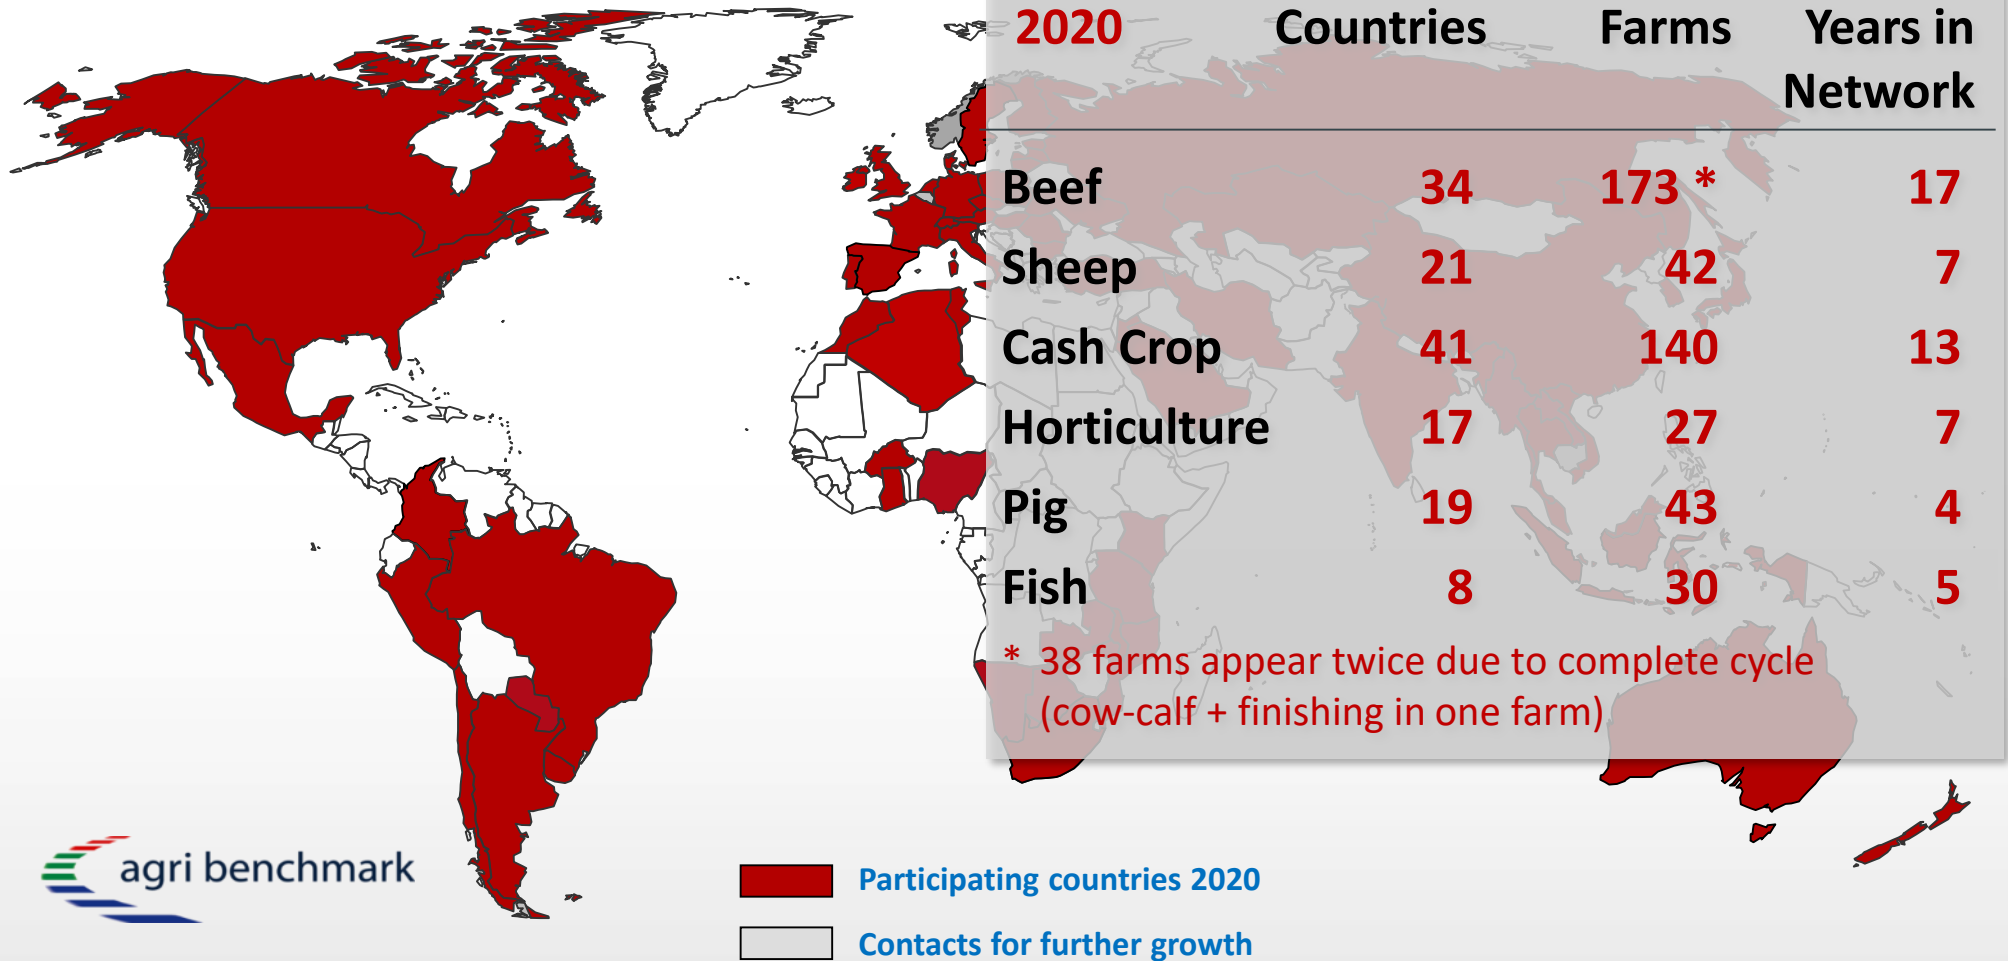 2020 Countries Farms Years in
Network
Beef 34 173 * 17
Sheep 21 42 7
Cash Crop 41 140 13
Horticulture 17 27 7
Pig 19 43 4
Fish 8 30 5
* 38 farms appear twice due to complete cycle
(cow-calf + finishing in one farm)
agri benchmark
Participating countries 2020
Contacts for further growth